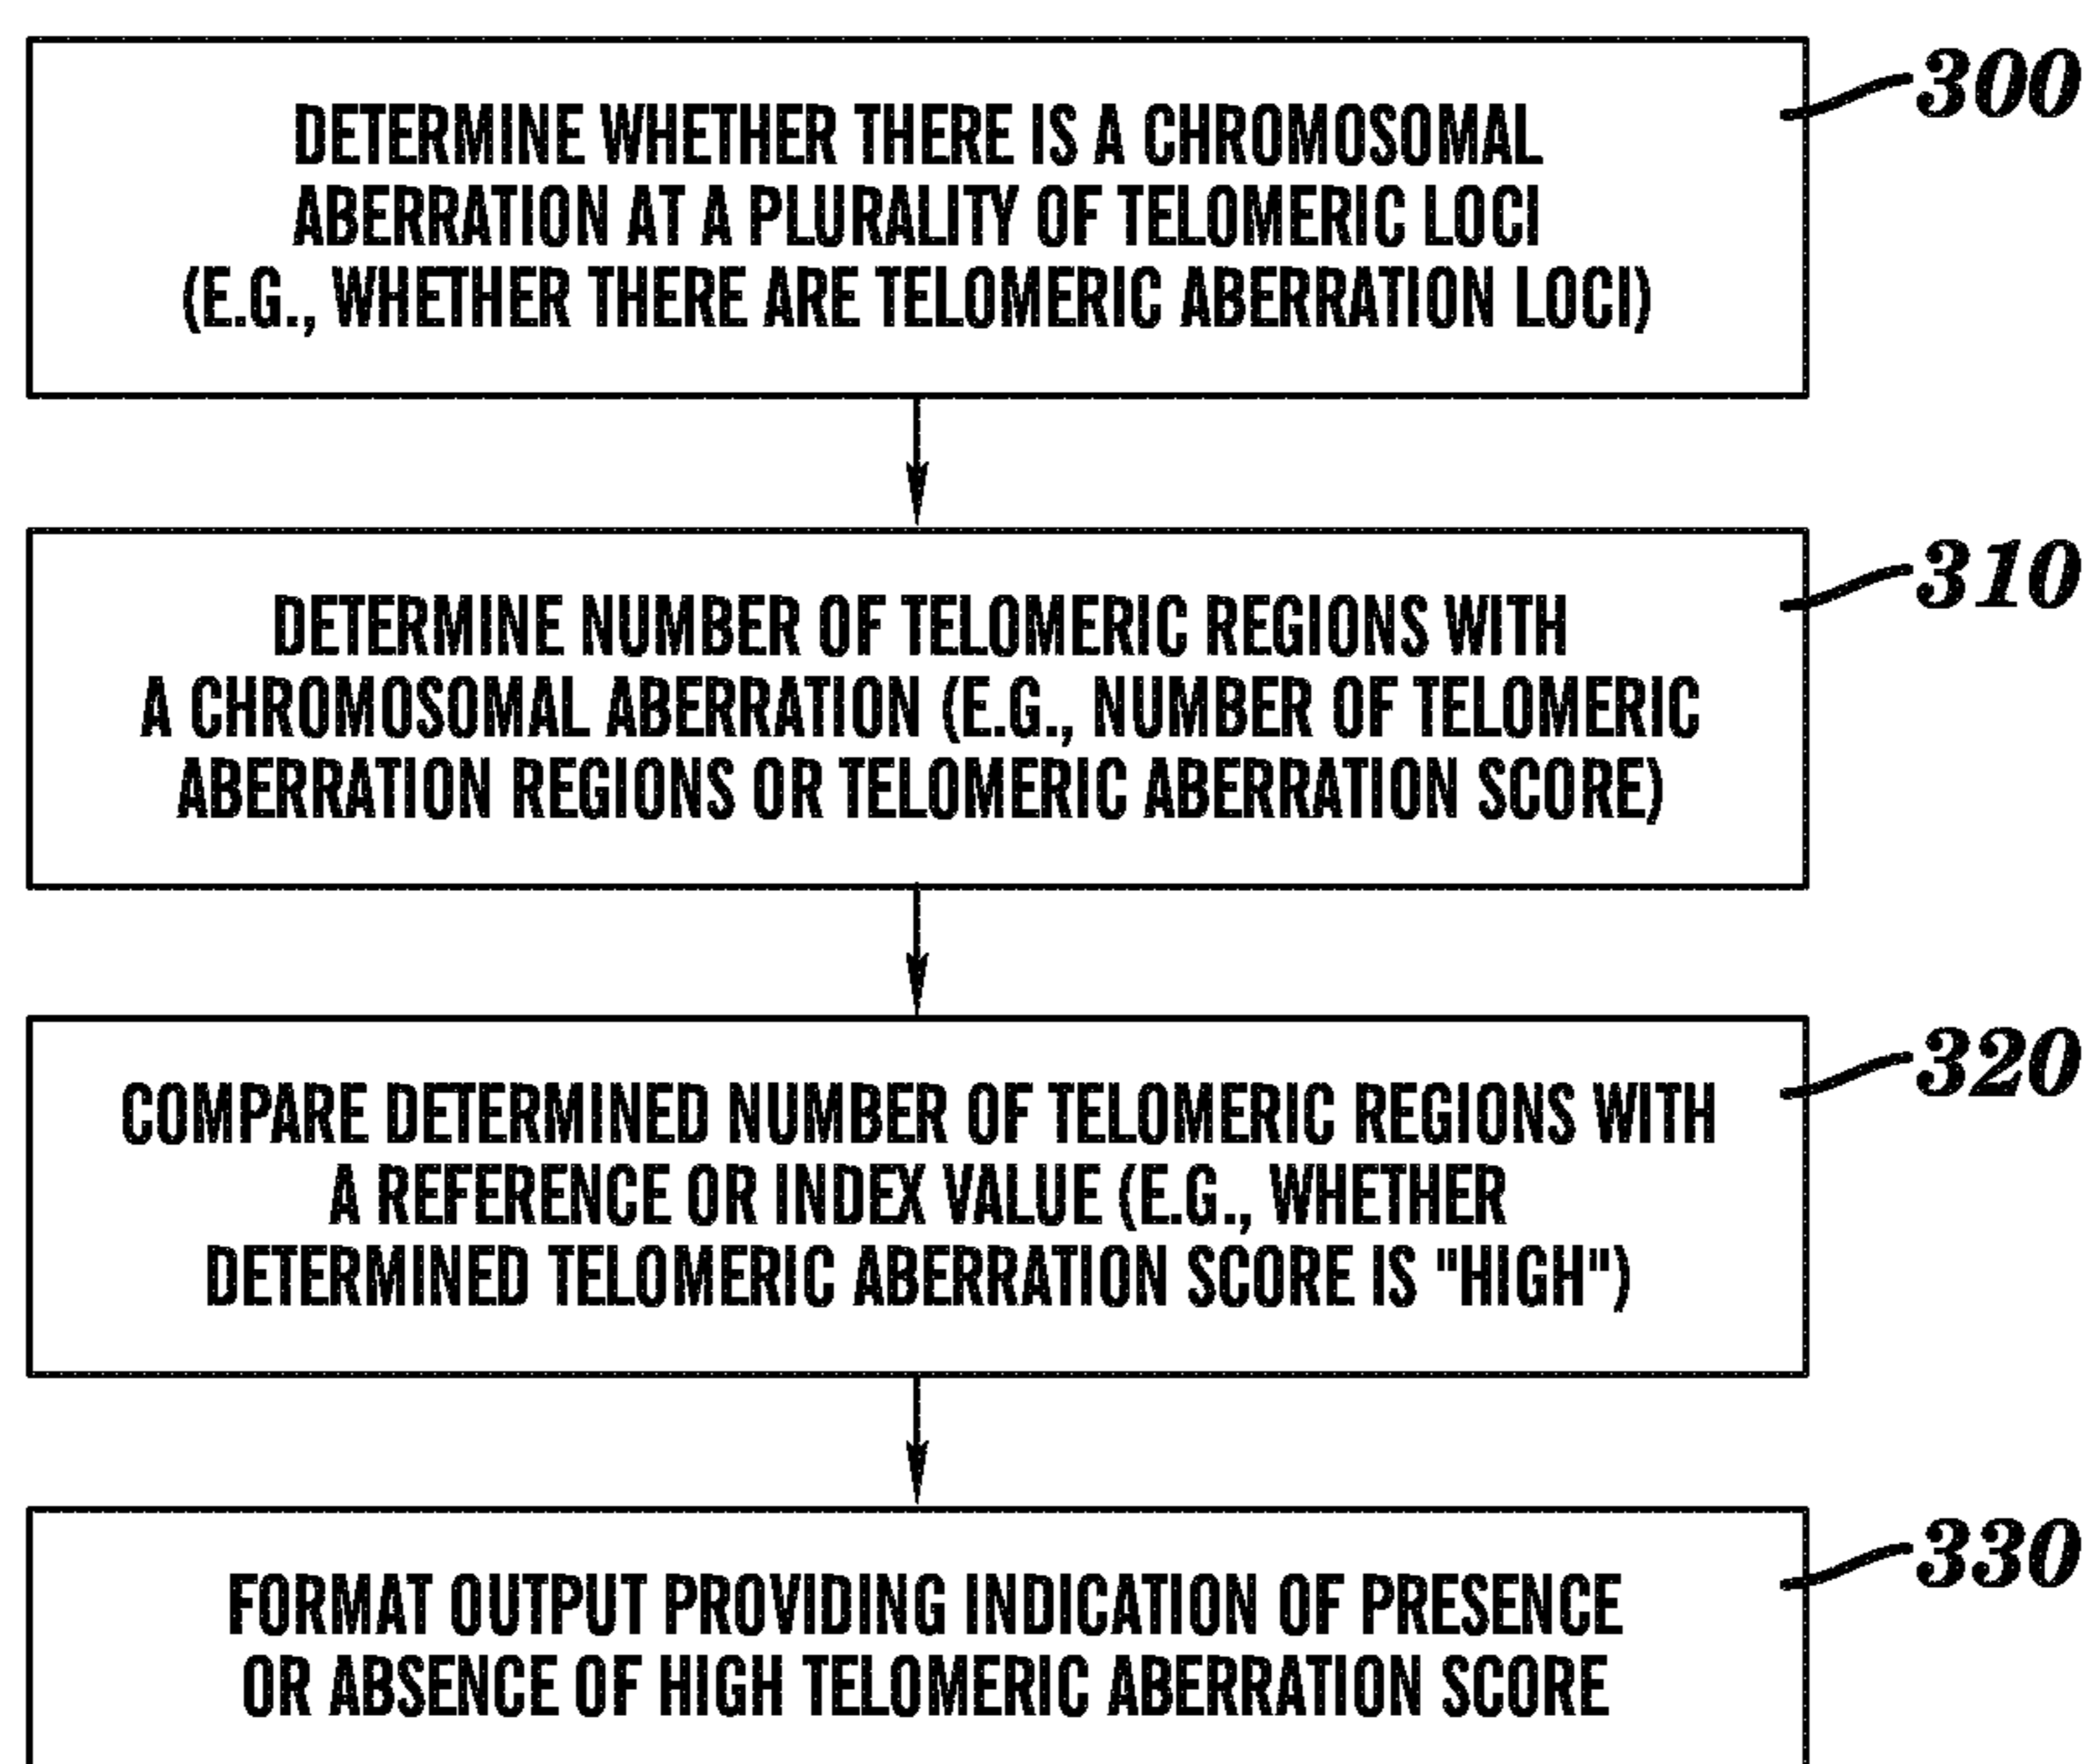 DETERMINE WHETHER THERE IS A CHROMOSOMAL
ABERRATION AT A PLURALITY OF TELOMERIC LOCI
(E.G., WHETHER THERE ARE TELOMERIC ABERRATION LOCI)
300
DETERMINE NUMBER OF TELOMERIC REGIONS WITH
A CHROMOSOMAL ABERRATION (E.G., NUMBER OF TELOMERIC
ABERRATION REGIONS OR TELOMERIC ABERRATION SCORE)
310
COMPARE DETERMINED NUMBER OF TELOMERIC REGIONS WITH
A REFERENCE OR INDEX VALUE (E.G., WHETHER
DETERMINED TELOMERIC ABERRATION SCORE IS "HIGH")
320
FORMAT OUTPUT PROVIDING INDICATION OF PRESENCE
OR ABSENCE OF HIGH TELOMERIC ABERRATION SCORE
330